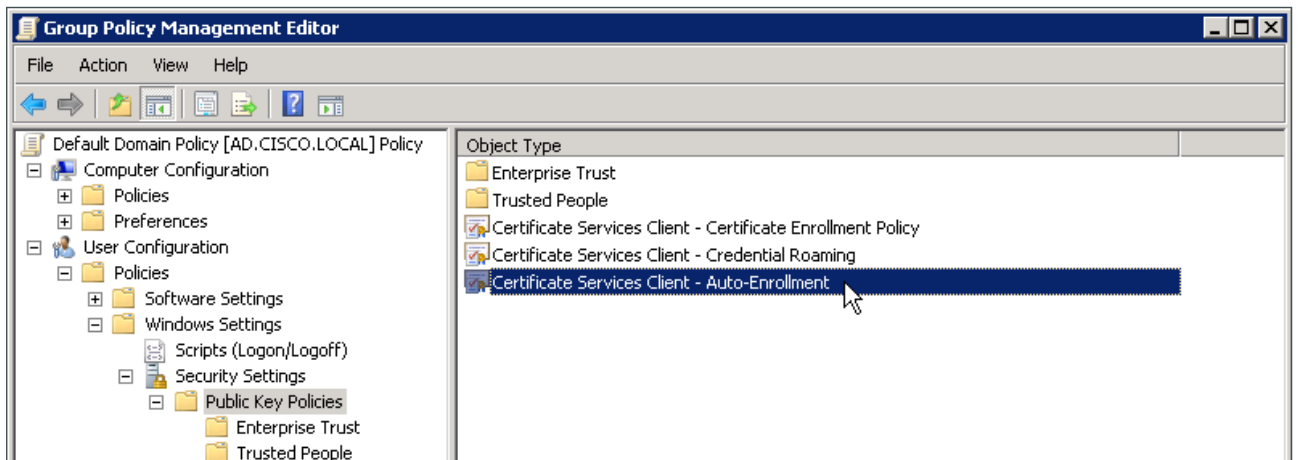 Group Policy Management Editor
File Action View Help
Default Domain Policy [AD.CISCO.LOCAL] Policy
Computer Configuration
Policies
Preferences
User Configuration
Policies
Software Settings
Windows Settings
Scripts (Logon/Logoff)
Security Settings
Public Key Policies
Enterprise Trust
Trusted People
Object Type
Enterprise Trust
Trusted People
Certificate Services Client - Certificate Enrollment Policy
Certificate Services Client - Credential Roaming
Certificate Services Client - Auto-Enrollment